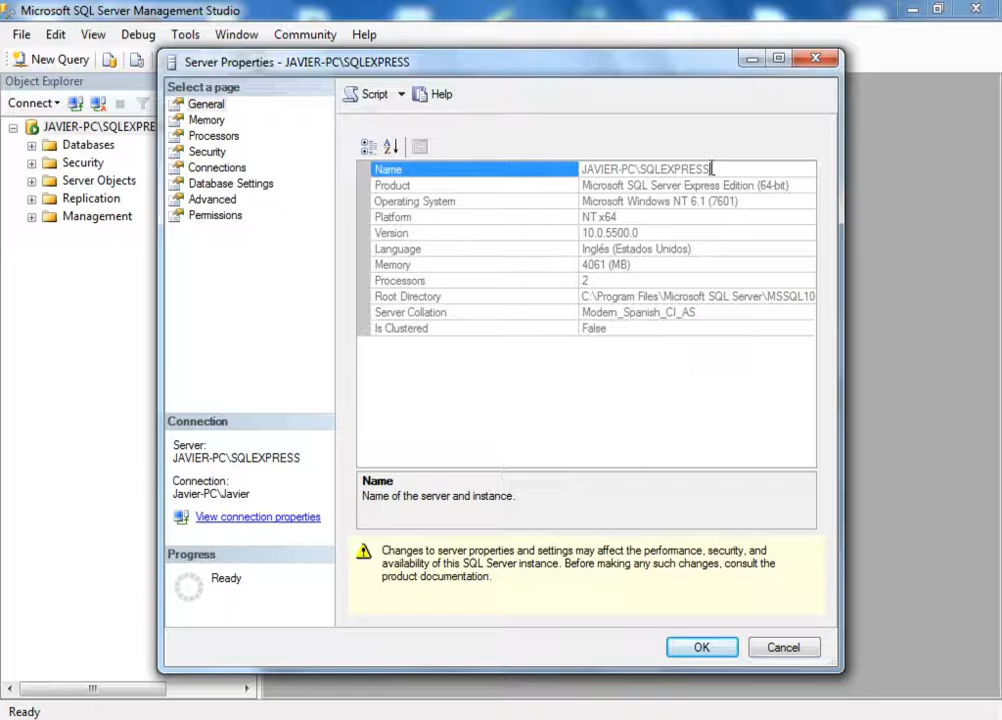 Microsoft SQL Server Management Studio
File Edit View Debug Tools Window Community Help
New Query
Object Explorer
Connect
JAVIER-PC\SQLEXPRE
Databases
Security
Server Objects
Replication
Management
Server Properties - JAVIER-PC\SQLEXPRESS
Select a page
General
Memory
Processors
Security
Connections
Database Settings
Advanced
Permissions
Connection
Server:
JAVIER-PC\SQLEXPRESS
Connection:
Javier-PC\Javier
View connection properties
Progress
Ready
Script Help
Name JAVIER-PC\SQLEXPRESS
Product Microsoft SQL Server Express Edition (64-bit)
Operating System Microsoft Windows NT 6.1 (7601)
Platform NT x64
Version 10.0.5500.0
Language Inglés (Estados Unidos)
Memory 4061 (MB)
Processors 2
Root Directory C:\Program Files\Microsoft SQL Server\MSSQL10
Server Collation Modern_Spanish_CI_AS
Is Clustered False
Name
Name of the server and instance.
Changes to server properties and settings may affect the performance, security, and
availability of this SQL Server instance. Before making any such changes, consult the
product documentation.
OK Cancel
Ready